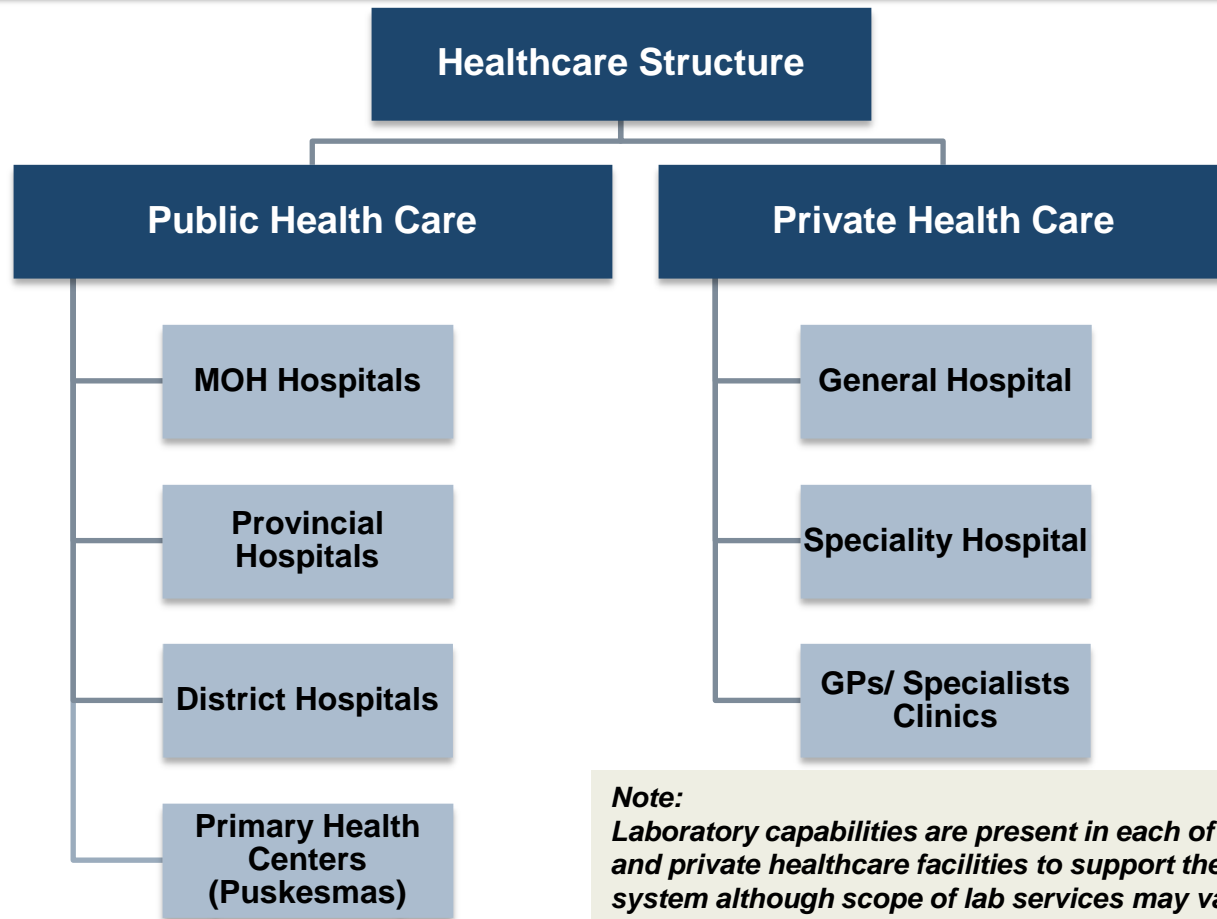 Healthcare Structure
Public Health Care
Private Health Care
MOH Hospitals
General Hospital
Provincial
Hospitals
Speciality Hospital
District Hospitals
GPs/ Specialists
Clinics
Primary Health
Centers
(Puskesmas)
Note:
Laboratory capabilities are present in each of
and private healthcare facilities to support the
system although scope of lab services may